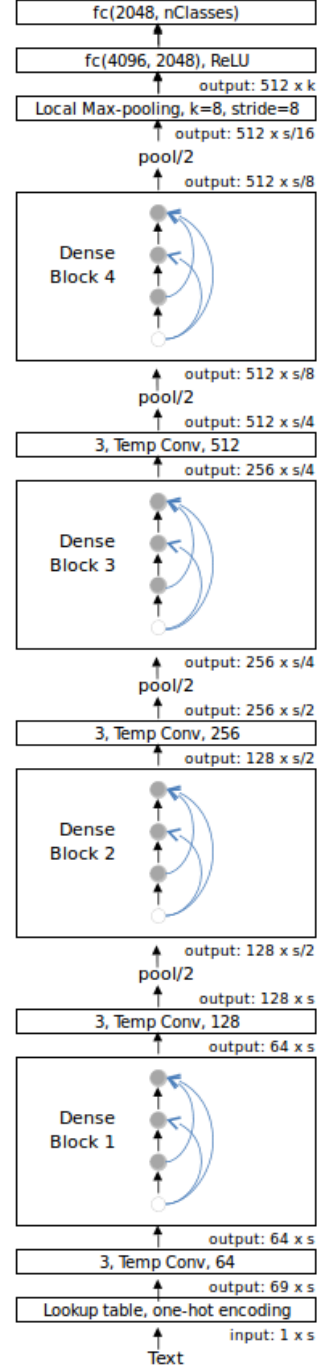 fc(2048, nClasses)
fc(4096, 2048), ReLU
output: 512 x k
Local Max-pooling, k=8, stride=8
output: 512 x s/16
pool/2
output: 512 x s/8
Dense
Block 4
output: 512 x s/8
pool/2
output: 512 x s/4
3, Temp Conv, 512
output: 256 x s/4
Dense
Block 3
output: 256 x s/4
pool/2
output: 256 x s/2
3, Temp Conv, 256
output: 128 x s/2
Dense
Block 2
output: 128 x s/2
pool/2
output: 128 x s
3, Temp Conv, 128
output: 64 x s
Dense
Block 1
output: 64 x s
3, Temp Conv, 64
output: 69 x s
Lookup table, one-hot encoding
input: 1 x s
Text